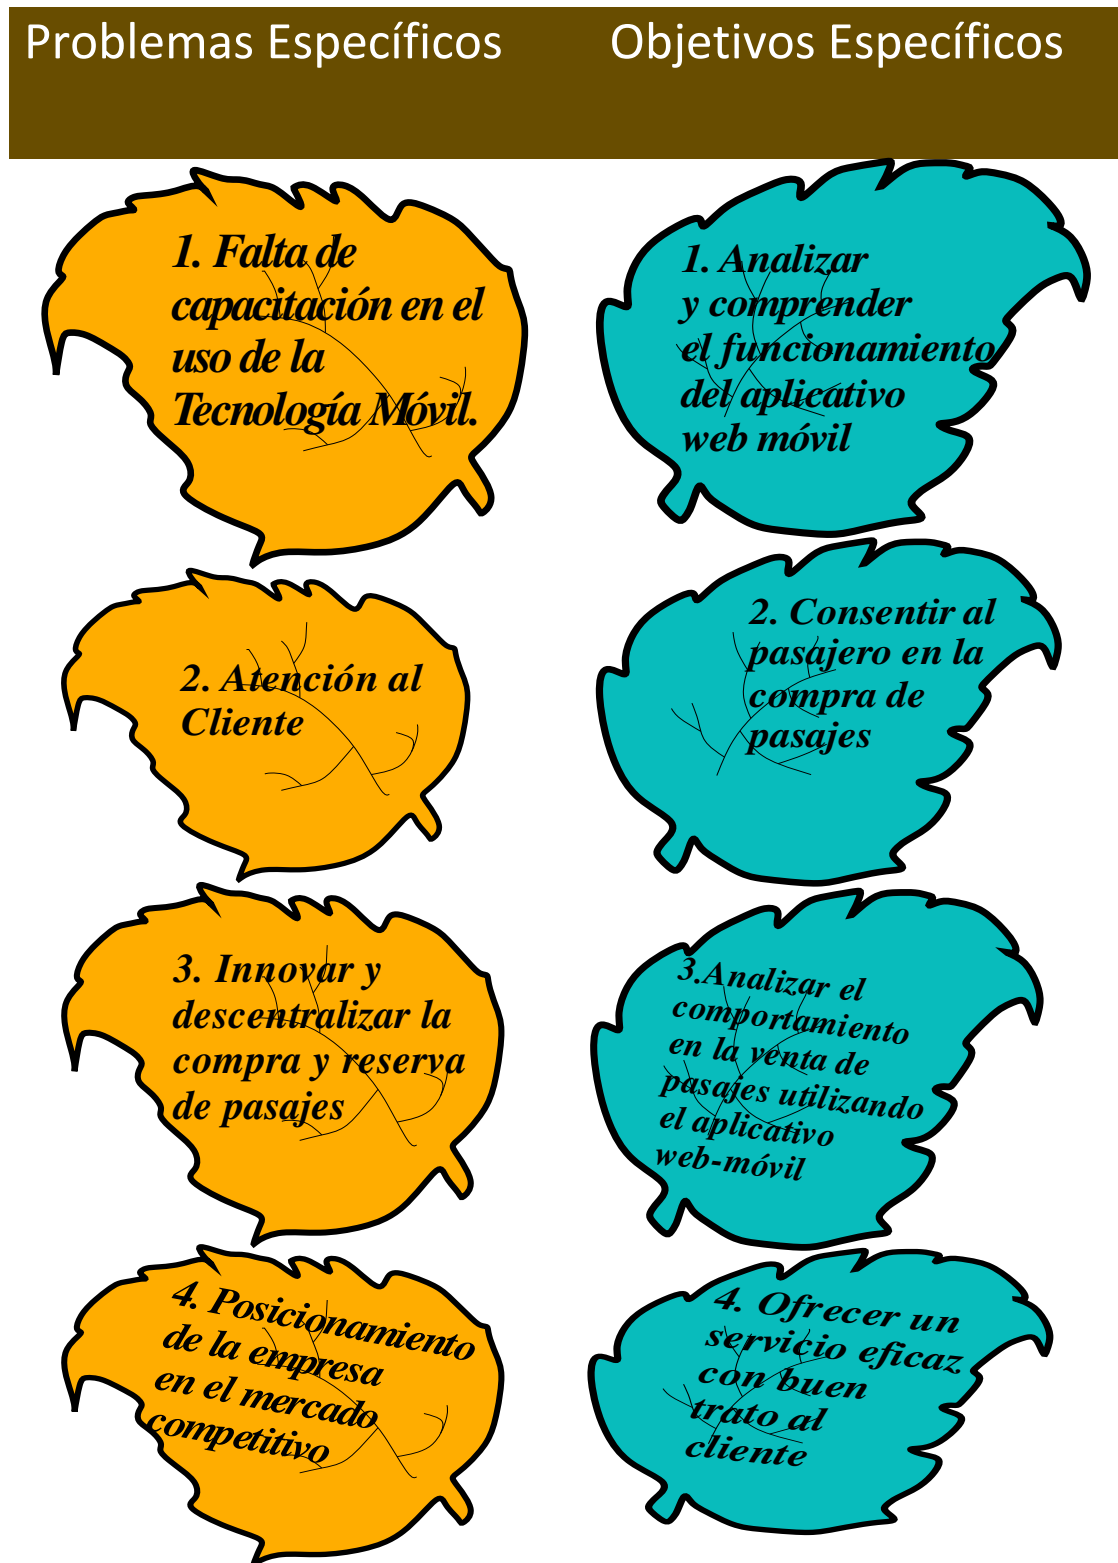 Problemas Específicos
Objetivos Específicos
1. Falta de
capacitación en el
uso de la
Tecnología Móvil.
1. Analizar
y comprender
el funcionamiento
del aplicativo
web móvil
2. Atención al
Cliente
2. Consentir al
pasajero en la
compra de
pasajes
3. Innovar y
descentralizar la
compra y reserva
de pasajes
3.Analizar el
comportamiento
en la venta de
pasajes utilizando
el aplicativo
web-móvil
4. Posicionamiento
de la empresa
en el mercado
competitivo
4. Ofrecer un
servicio eficaz
con buen
trato al
cliente